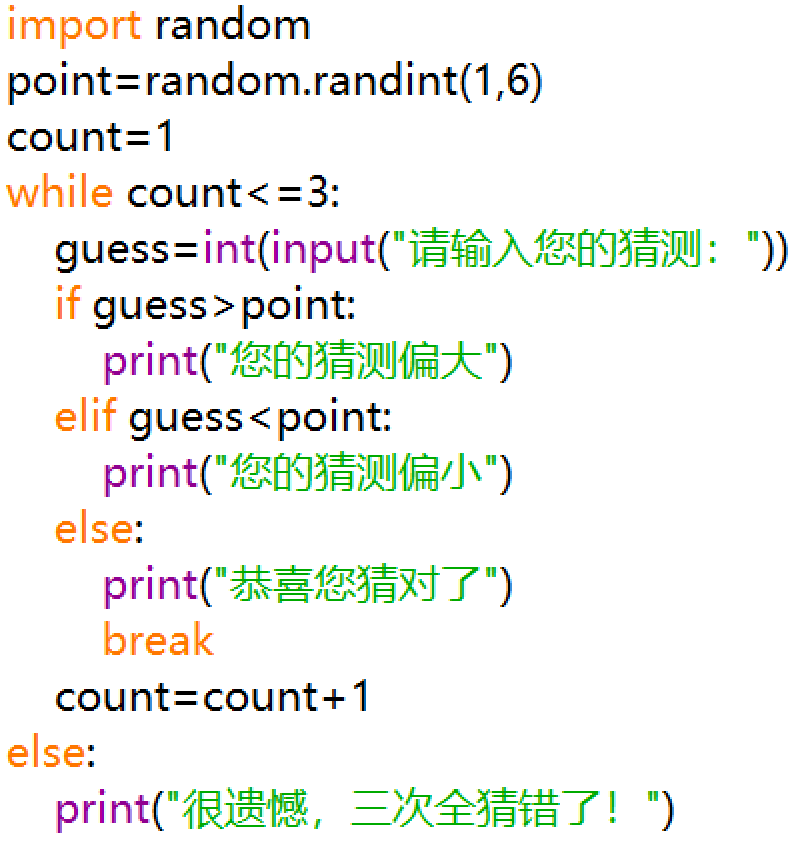 import random
point=random.randint(1,6)
count=1
while count<=3:
    guess=int(input("请输入您的猜测："))
    if guess>point:
        print("您的猜测偏大")
    elif guess<point:
        print("您的猜测偏小")
    else:
        print("恭喜您猜对了")
        break
    count=count+1
else:
    print("很遗憾，三次全猜错了！")